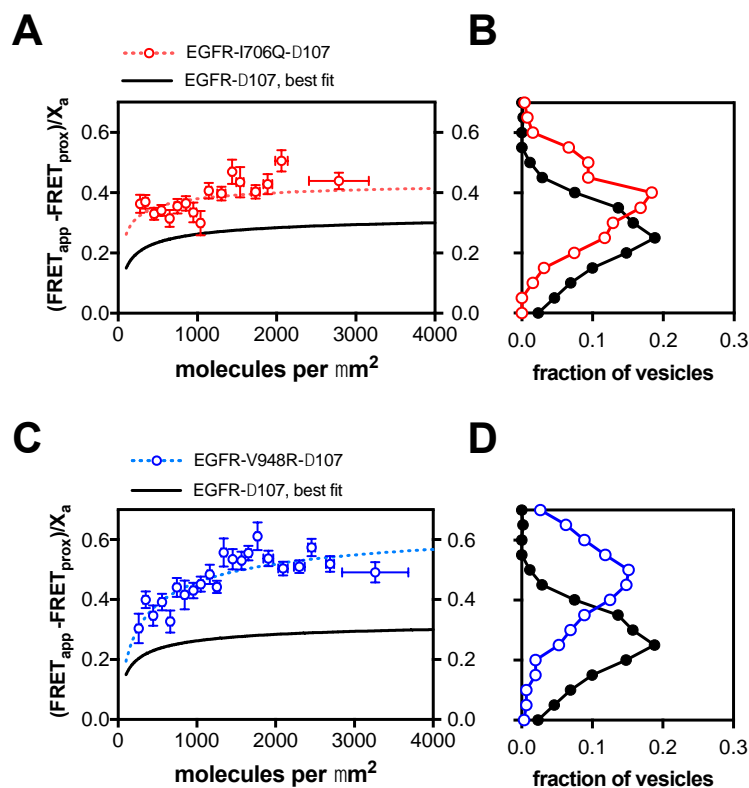 A
EGFR-I706Q-D107
EGFR-D107, best fit
(FRETapp -FRETprox)/Xa
0.6
0.4
0.2
0.0
0 1000 2000 3000 4000
molecules per mm2
B
0.6
0.4
0.2
0.0
0.0 0.1 0.2 0.3
fraction of vesicles
C
EGFR-V948R-D107
EGFR-D107, best fit
(FRETapp -FRETprox)/Xa
0.6
0.4
0.2
0.0
0 1000 2000 3000 4000
molecules per mm2
D
0.6
0.4
0.2
0.0
0.0 0.1 0.2 0.3
fraction of vesicles